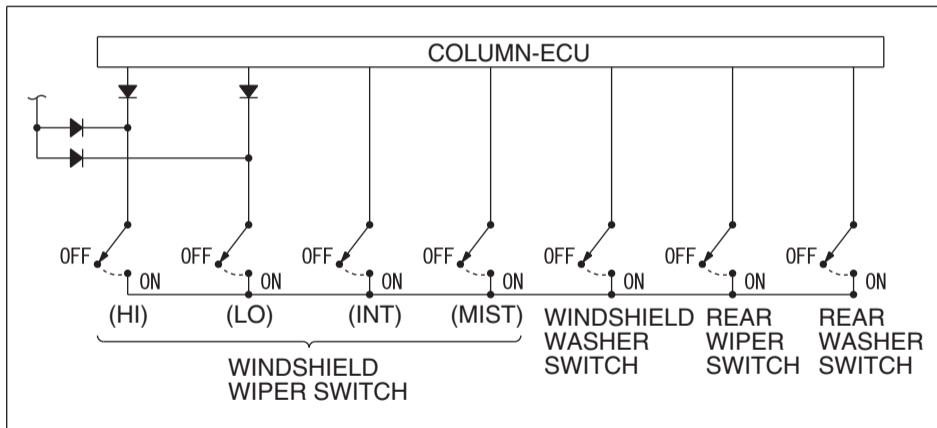 COLUMN-ECU
OFF ON OFF ON OFF ON OFF ON OFF ON OFF ON OFF ON
(HI) (LO) (INT) (MIST)
WINDSHIELD
WASHER
SWITCH
REAR
WIPER
SWITCH
REAR
WASHER
SWITCH
WINDSHIELD
WIPER SWITCH